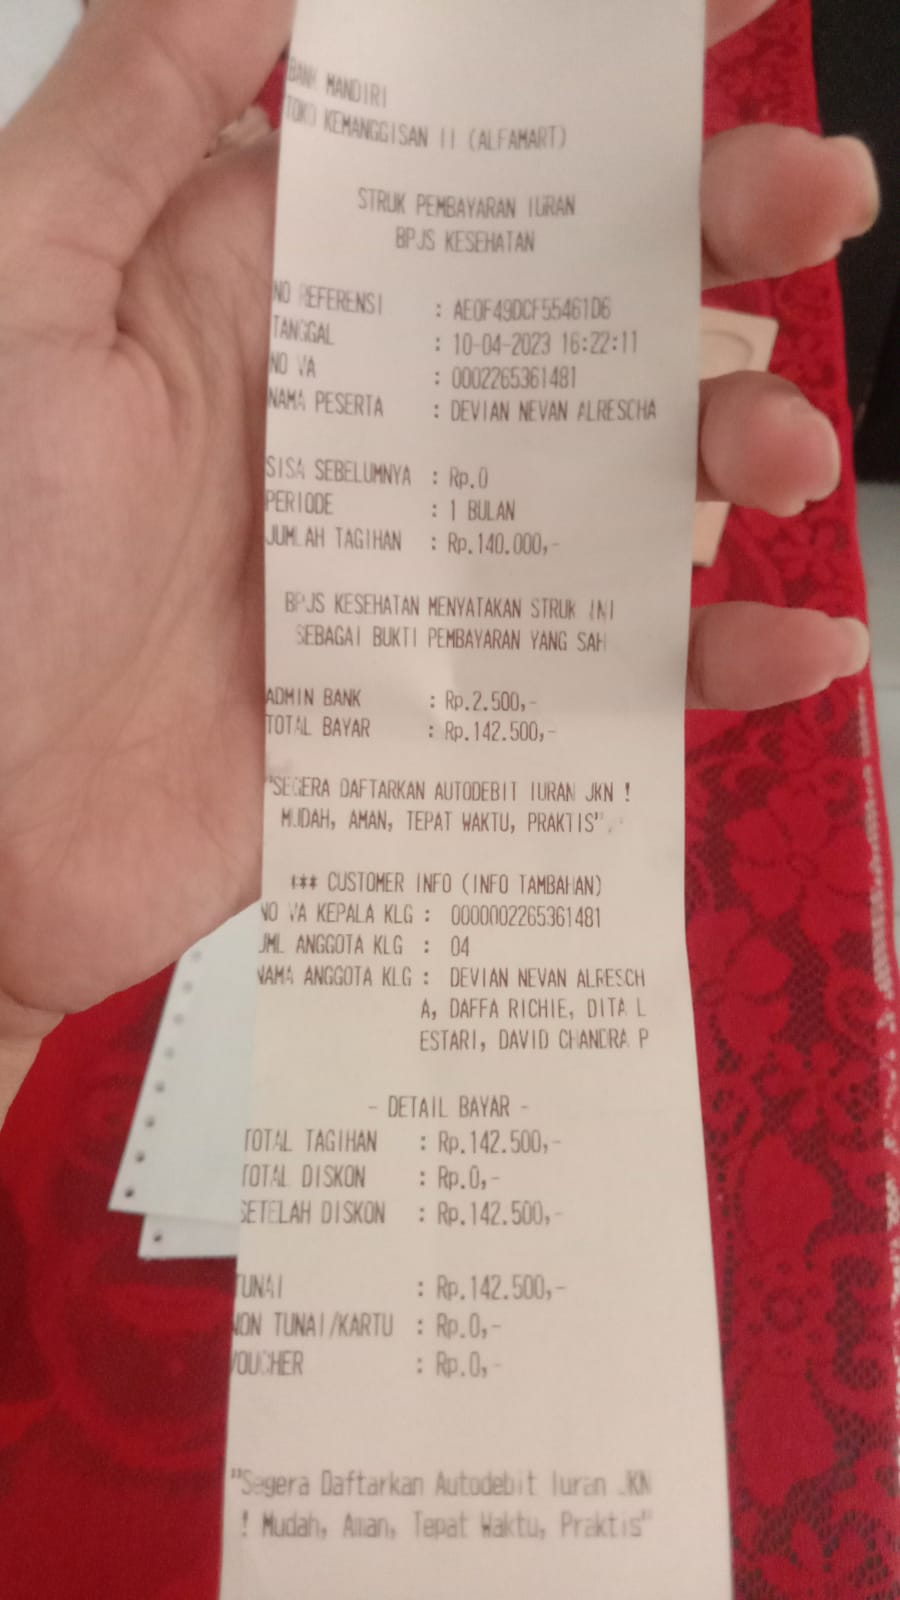 BANK MANDIRI
TOKO KEMANGGISAN II (ALFAMART)
STRUK PEMBAYARAN IURAN
BPJS KESEHATAN
NO REFERENSI : AE0F49DCF55461D6
TANGGAL : 10-04-2023 16:22:11
NO VA : 0002265361481
NAMA PESERTA : DEVIAN NEVAN ALRESCHA
SISA SEBELUMNYA : Rp.0
PERIODE : 1 BULAN
JUMLAH TAGIHAN : Rp.140.000,-
BPJS KESEHATAN MENYATAKAN STRUK INI
SEBAGAI BUKTI PEMBAYARAN YANG SAH
ADMIN BANK : Rp.2.500,-
TOTAL BAYAR : Rp.142.500,-
"SEGERA DAFTARKAN AUTODEBIT IURAN JKN !
MUDAH, AMAN, TEPAT WAKTU, PRAKTIS".
*** CUSTOMER INFO (INFO TAMBAHAN)
NO VA KEPALA KLG : 0000002265361481
JML ANGGOTA KLG : 04
NAMA ANGGOTA KLG : DEVIAN NEVAN ALRESCH
A, DAFFA RICHIE, DITA L
ESTARI, DAVID CHANDRA P
- DETAIL BAYAR -
TOTAL TAGIHAN : Rp.142.500,-
TOTAL DISKON : Rp.0,-
SETELAH DISKON : Rp.142.500,-
TUNAI : Rp.142.500,-
NON TUNAI/KARTU : Rp.0,-
VOUCHER : Rp.0,-
"Segera Daftarkan Autodebit Iuran JKN
! Mudah, Aman, Tepat Waktu, Praktis"